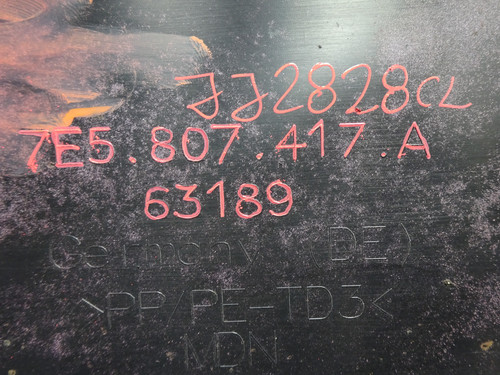 JJ2828CL
7E5.807.417.A
63189
Germany (DE)
>PP/PE-TD3<
MDN